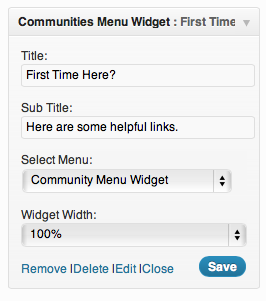 Communities Menu Widget : First Time
Title:
First Time Here?
Sub Title:
Here are some helpful links.
Select Menu:
Community Menu Widget
Widget Width:
100%
Remove |Delete |Edit |Close Save